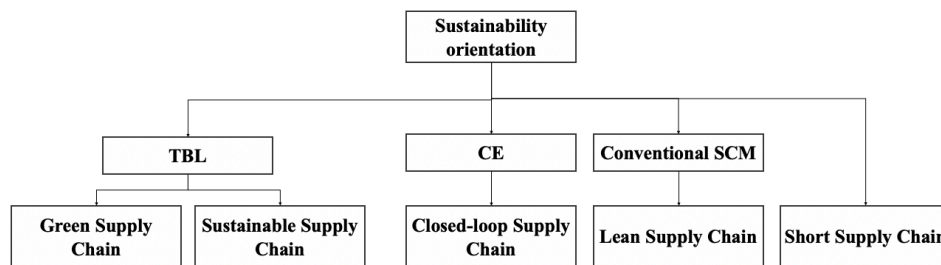 Sustainability
orientation
TBL
CE
Conventional SCM
Green Supply
Chain
Sustainable Supply
Chain
Closed-loop Supply
Chain
Lean Supply Chain
Short Supply Chain